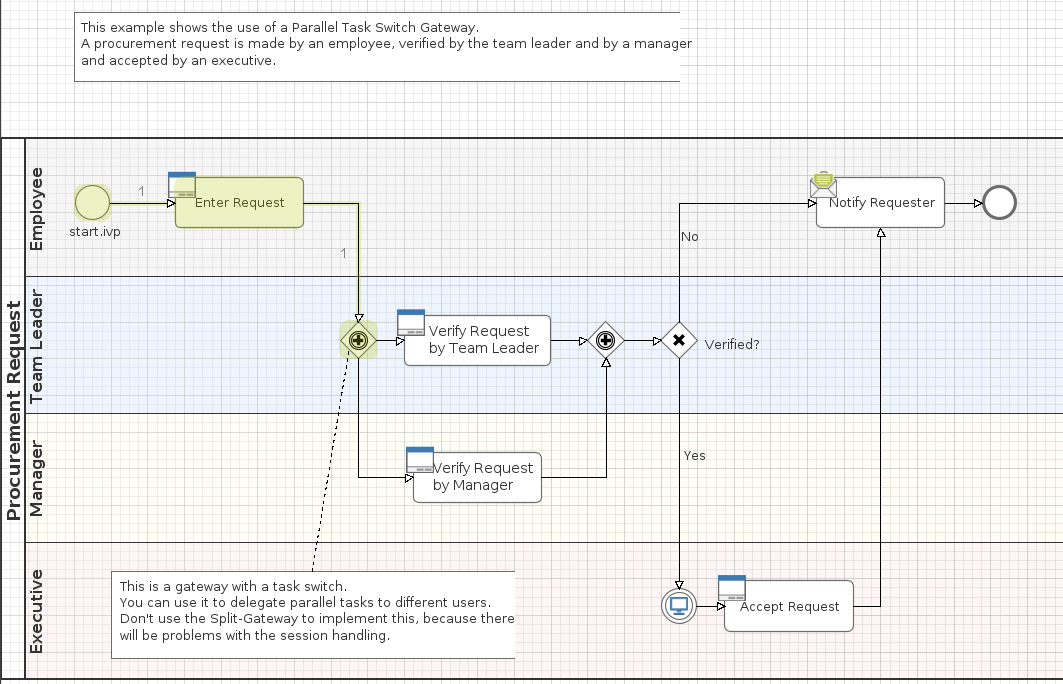 This example shows the use of a Parallel Task Switch Gateway.
A procurement request is made by an employee, verified by the team leader and by a manager
and accepted by an executive.
Procurement Request
Employee
start.ivp
1
Enter Request
1
No
Notify Requester
Team Leader
Verify Request
by Team Leader
Verified?
Manager
Verify Request
by Manager
Yes
Executive
This is a gateway with a task switch.
You can use it to delegate parallel tasks to different users.
Don't use the Split-Gateway to implement this, because there
will be problems with the session handling.
Accept Request